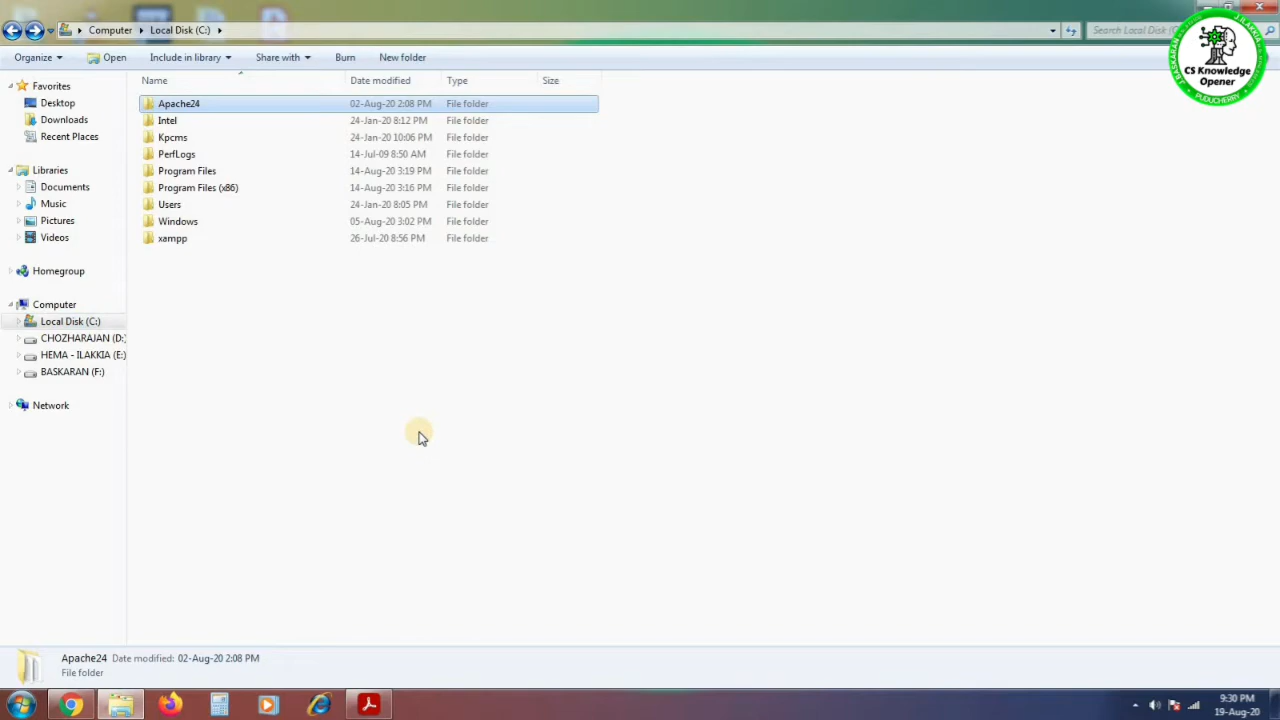 Computer Local Disk (C:)
Search Local Disk (C
Organize Open Include in library Share with Burn New folder
J.BASKARAN J.ILAKKIA
CS Knowledge
Opener
PUDUCHERRY
Name Date modified Type Size
Favorites
Desktop
Downloads
Recent Places
Libraries
Documents
Music
Pictures
Videos
Homegroup
Computer
Local Disk (C:)
CHOZHARAJAN (D:)
HEMA - ILAKKIA (E:)
BASKARAN (F:)
Network
Apache24 02-Aug-20 2:08 PM File folder
Intel 24-Jan-20 8:12 PM File folder
Kpcms 24-Jan-20 10:06 PM File folder
PerfLogs 14-Jul-09 8:50 AM File folder
Program Files 14-Aug-20 3:19 PM File folder
Program Files (x86) 14-Aug-20 3:16 PM File folder
Users 24-Jan-20 8:05 PM File folder
Windows 05-Aug-20 3:02 PM File folder
xampp 26-Jul-20 8:56 PM File folder
Apache24 Date modified: 02-Aug-20 2:08 PM
File folder
9:30 PM
19-Aug-20